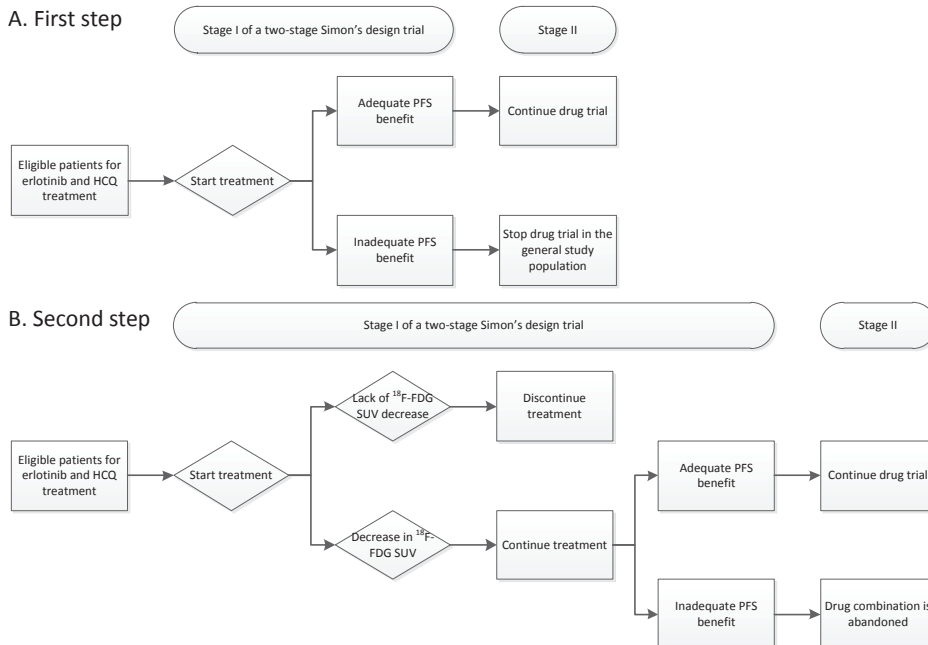 A. First step
Stage I of a two-stage Simon's design trial
Stage II
Adequate PFS
benefit
Continue drug trial
Eligible patients for
erlotinib and HCQ
treatment
Start treatment
Inadequate PFS
benefit
Stop drug trial in the
general study
population
B. Second step
Stage I of a two-stage Simon's design trial
Stage II
Lack of ¹⁸F-FDG
SUV decrease
Discontinue
treatment
Eligible patients for
erlotinib and HCQ
treatment
Start treatment
Adequate PFS
benefit
Continue drug trial
Decrease in ¹⁸F-
FDG SUV
Continue treatment
Inadequate PFS
benefit
Drug combination is
abandoned